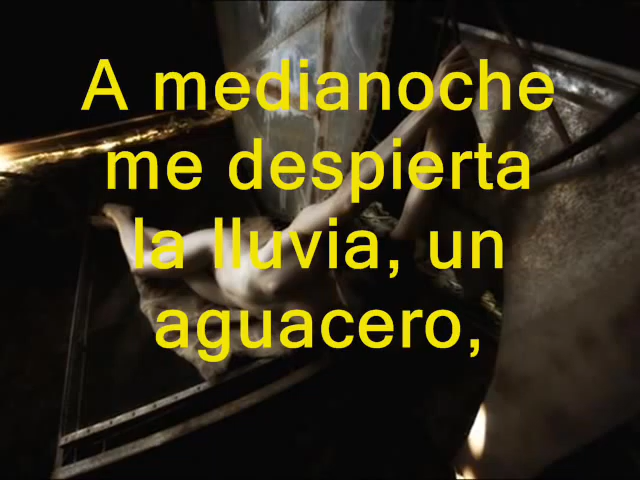 A medianoche
me despierta
la lluvia, un
aguacero,